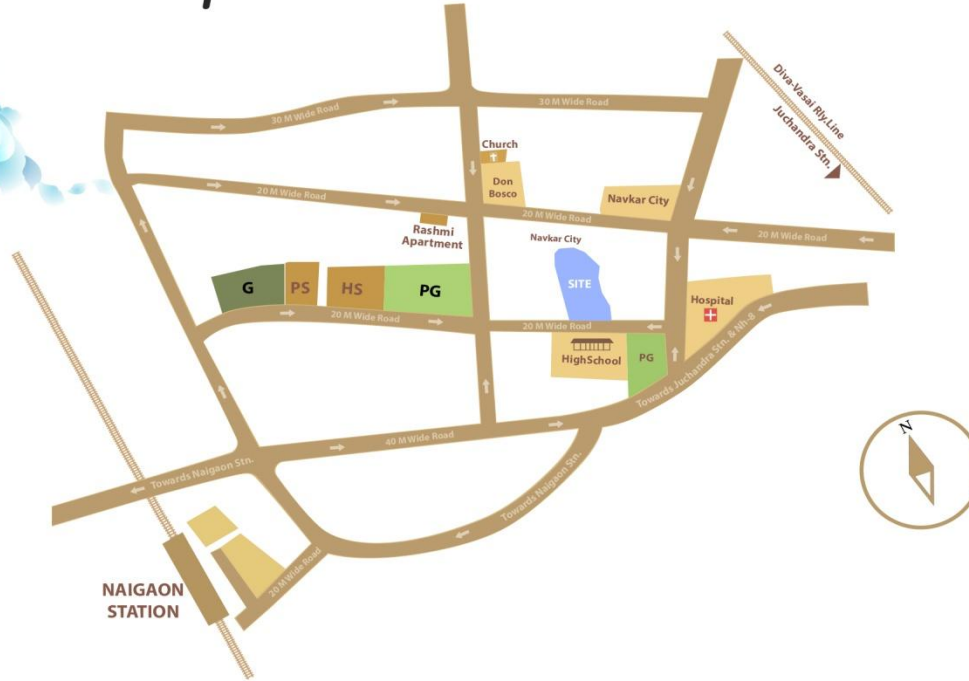 Diva-Vasai Rly.Line
Juchandra Stn.
30 M Wide Road
30 M Wide Road
Church
Don
Bosco
Navkar City
20 M Wide Road
20 M Wide Road
20 M Wide Road
Rashmi
Apartment
Navkar City
SITE
G
PS
HS
PG
Hospital
20 M Wide Road
20 M Wide Road
HighSchool
PG
Towards Juchandra Stn. & Nh-8
40 M Wide Road
Towards Naigaon Stn.
Towards Naigaon Stn.
N
20 M Wide Road
NAIGAON
STATION